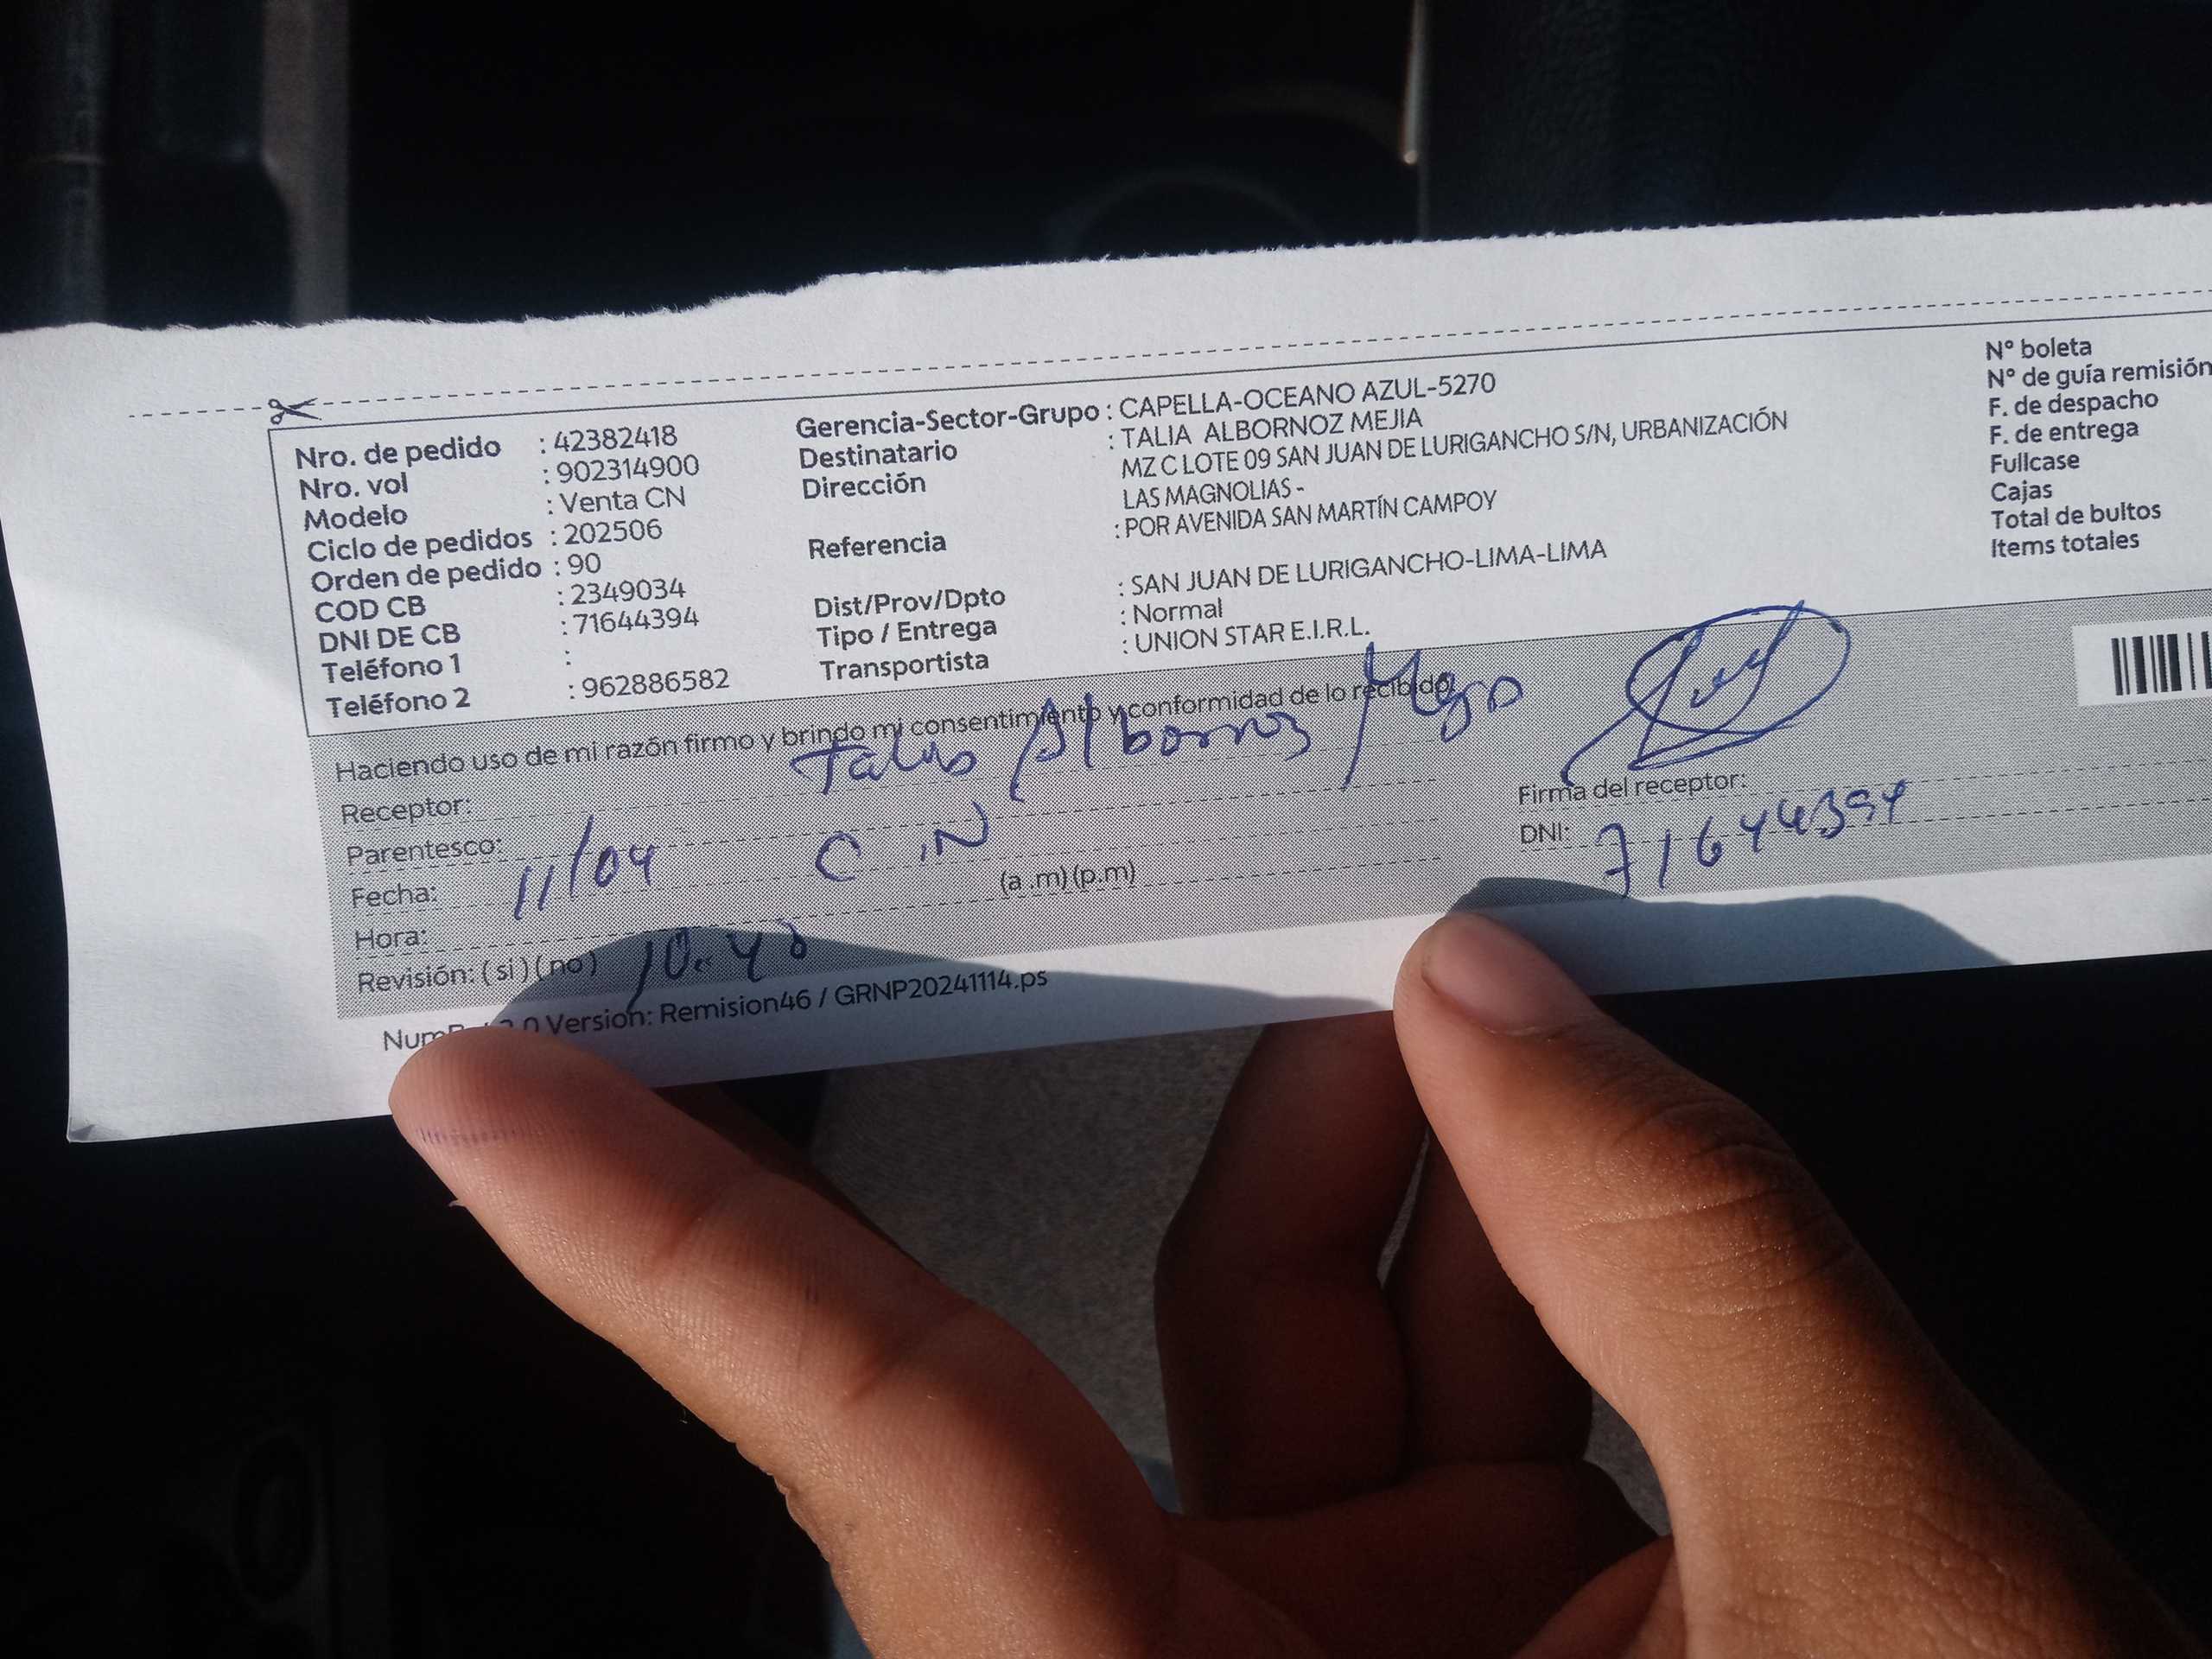 Nro. de pedido : 42382418
Nro. vol : 902314900
Modelo : Venta CN
Ciclo de pedidos : 202506
Orden de pedido : 90
COD CB : 2349034
DNI DE CB : 71644394
Teléfono 1 :
Teléfono 2 : 962886582
Gerencia-Sector-Grupo : CAPELLA-OCEANO AZUL-5270
Destinatario : TALIA ALBORNOZ MEJIA
Dirección MZ C LOTE 09 SAN JUAN DE LURIGANCHO S/N, URBANIZACIÓN
LAS MAGNOLIAS -
Referencia : POR AVENIDA SAN MARTÍN CAMPOY
Dist/Prov/Dpto : SAN JUAN DE LURIGANCHO-LIMA-LIMA
Tipo / Entrega : Normal
Transportista : UNION STAR E.I.R.L.
N° boleta
N° de guía remisión
F. de despacho
F. de entrega
Fullcase
Cajas
Total de bultos
Items totales
Haciendo uso de mi razón firmo y brindo mi consentimiento y conformidad de lo recibido.
Receptor: Albornoz
Parentesco: C.N
Fecha: 11/04
Hora: (a.m) (p.m)
Revisión: (si) (no)
Firma del receptor:
DNI: 71644394
Version: Remision46 / GRNP20241114.ps